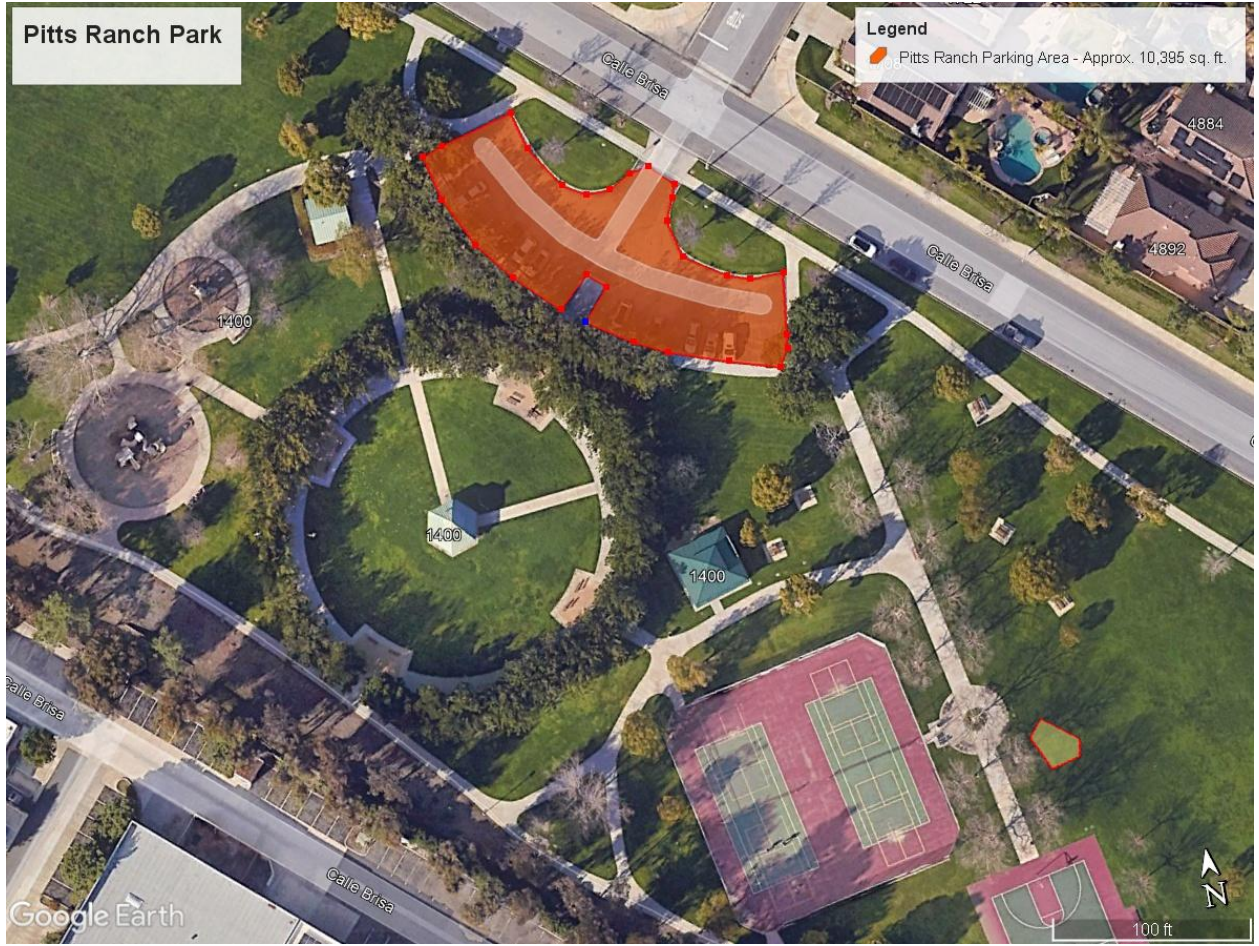 Pitts Ranch Park
Legend
Pitts Ranch Parking Area - Approx. 10,395 sq. ft.
Calle Brisa
4884
4892
Calle Brisa
1400
1400
1400
Calle Brisa
Calle Brisa
Google Earth
N
100 ft